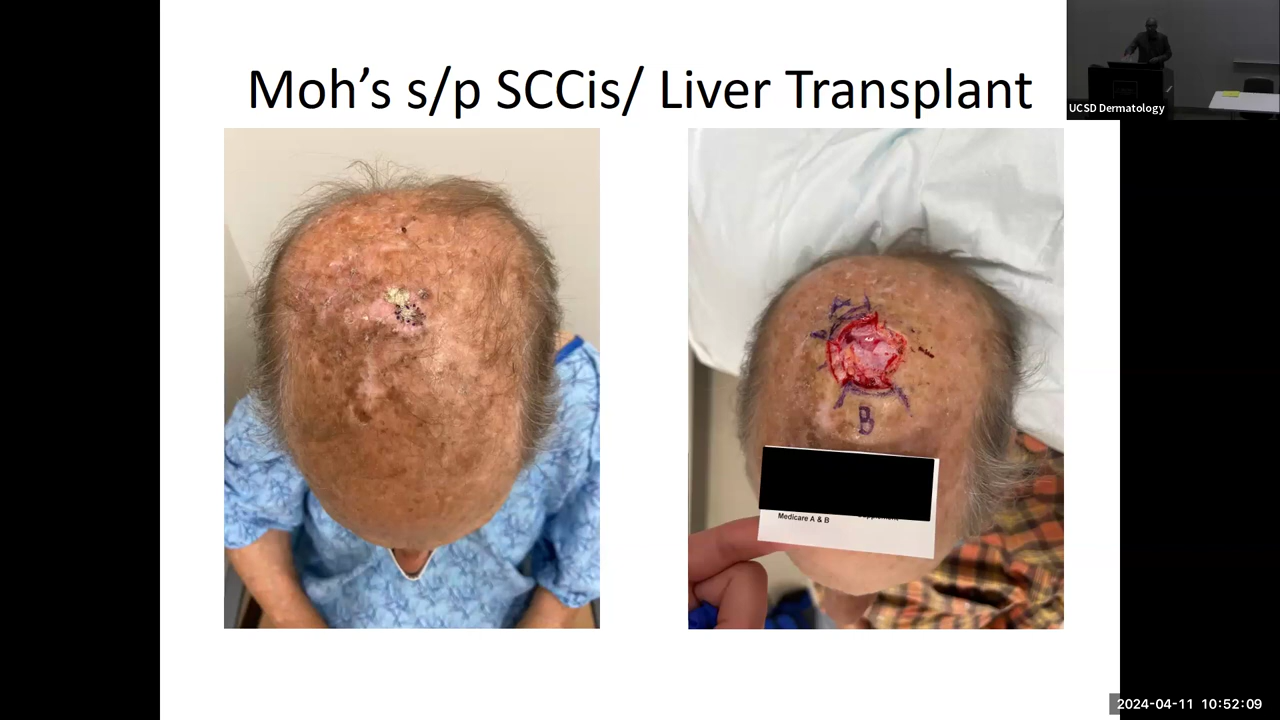 Moh's s/p SCCis/ Liver Transplant
UCSD Dermatology
B
Medicare A & B
2024-04-11 10:52:09